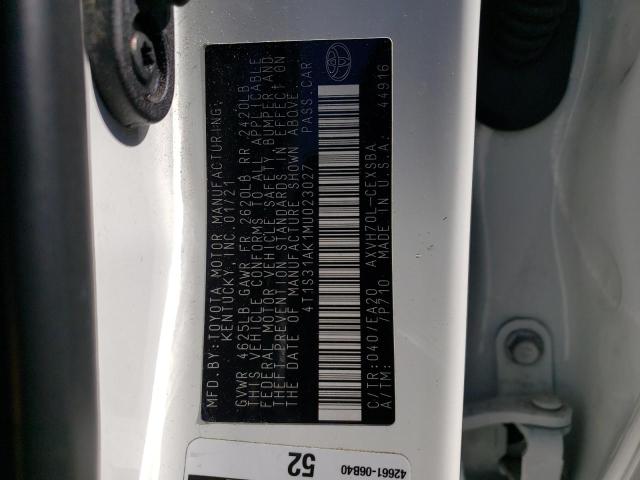 MFD. BY: TOYOTA MOTOR MANUFACTURING,
KENTUCKY, INC. 01/21
GVWR 4625LB GAWR FR 2620LB RR 2420LB
THIS VEHICLE CONFORMS TO ALL APPLICABLE
FEDERAL MOTOR VEHICLE SAFETY, BUMPER, AND
THEFT PREVENTION STANDARDS IN EFFECT ON
THE DATE OF MANUFACTURE SHOWN ABOVE.
4T1S31AK1MU023027 PASS. CAR
C/TR: 040/EA20 AXVH70L-CEXSBA
A/TM: /P710 MADE IN U.S.A. 44916
52
42661-06B40